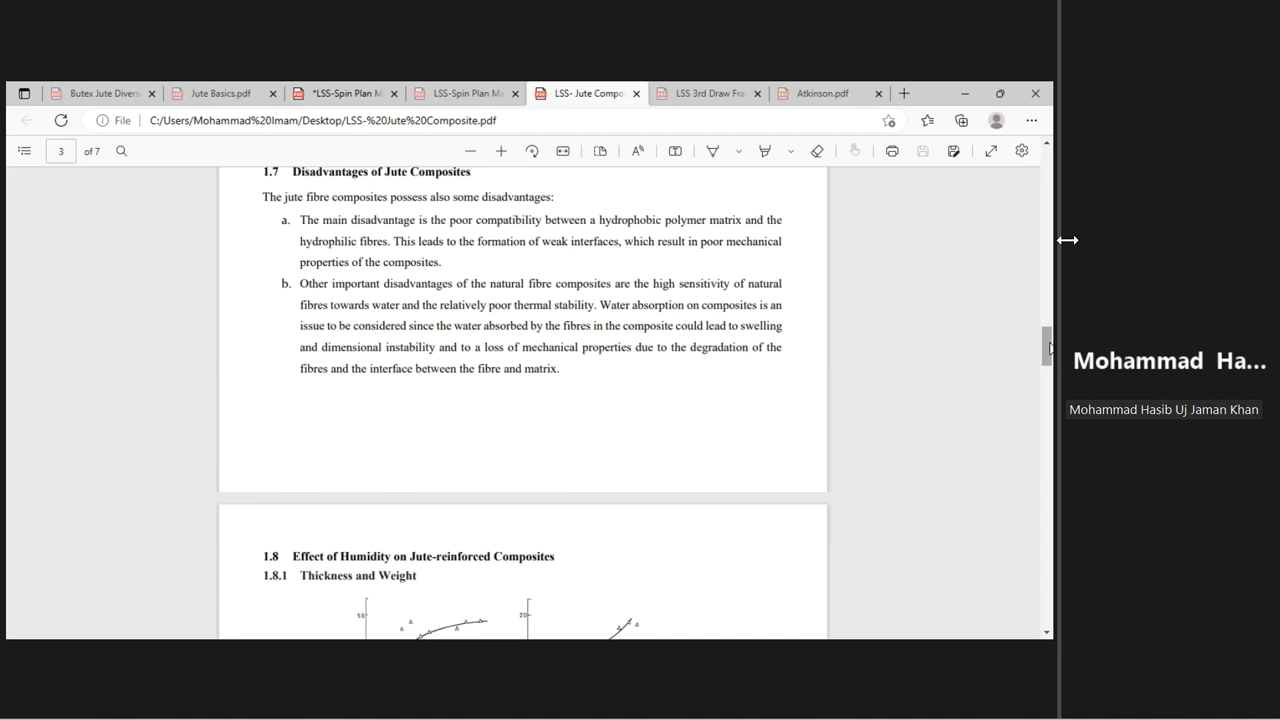 Butex Jute Divers
Jute Basics.pdf
*LSS-Spin Plan M
LSS-Spin Plan M
LSS- Jute Compo
LSS 3rd Draw Fra
Atkinson.pdf
File
C:/Users/Mohammad%20Imam/Desktop/LSS-%20Jute%20Composite.pdf
3 of 7
1.7 Disadvantages of Jute Composites
The jute fibre composites possess also some disadvantages:
a. The main disadvantage is the poor compatibility between a hydrophobic polymer matrix and the
hydrophilic fibres. This leads to the formation of weak interfaces, which result in poor mechanical
properties of the composites.
b. Other important disadvantages of the natural fibre composites are the high sensitivity of natural
fibres towards water and the relatively poor thermal stability. Water absorption on composites is an
issue to be considered since the water absorbed by the fibres in the composite could lead to swelling
and dimensional instability and to a loss of mechanical properties due to the degradation of the
fibres and the interface between the fibre and matrix.
1.8 Effect of Humidity on Jute-reinforced Composites
1.8.1 Thickness and Weight
50
20
Mohammad Ha...
Mohammad Hasib Uj Jaman Khan